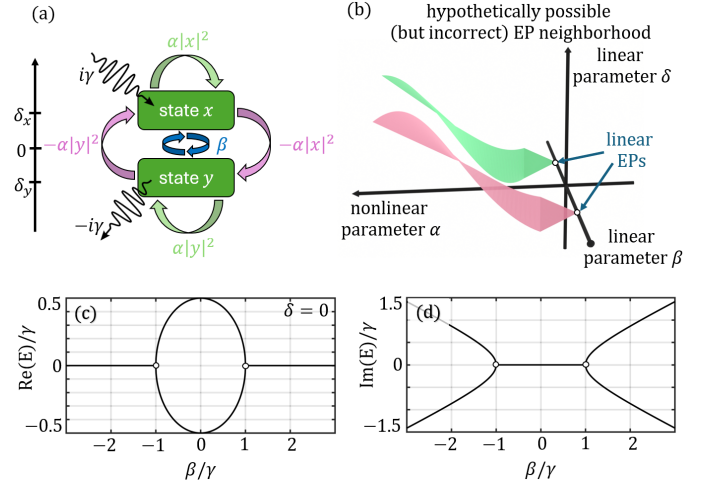 (a)
α|x|²
iγ
δₓ
state x
−α|y|²
0
β
−α|x|²
δᵧ
state y
−iγ
α|y|²
(b)
hypothetically possible
(but incorrect) EP neighborhood
linear
parameter δ
linear
EPs
nonlinear
parameter α
linear
parameter β
(c)
δ = 0
Re(E)/γ
0.5
0
−0.5
−2 −1 0 1 2
β/γ
(d)
Im(E)/γ
1.5
0
−1.5
−2 −1 0 1 2
β/γ